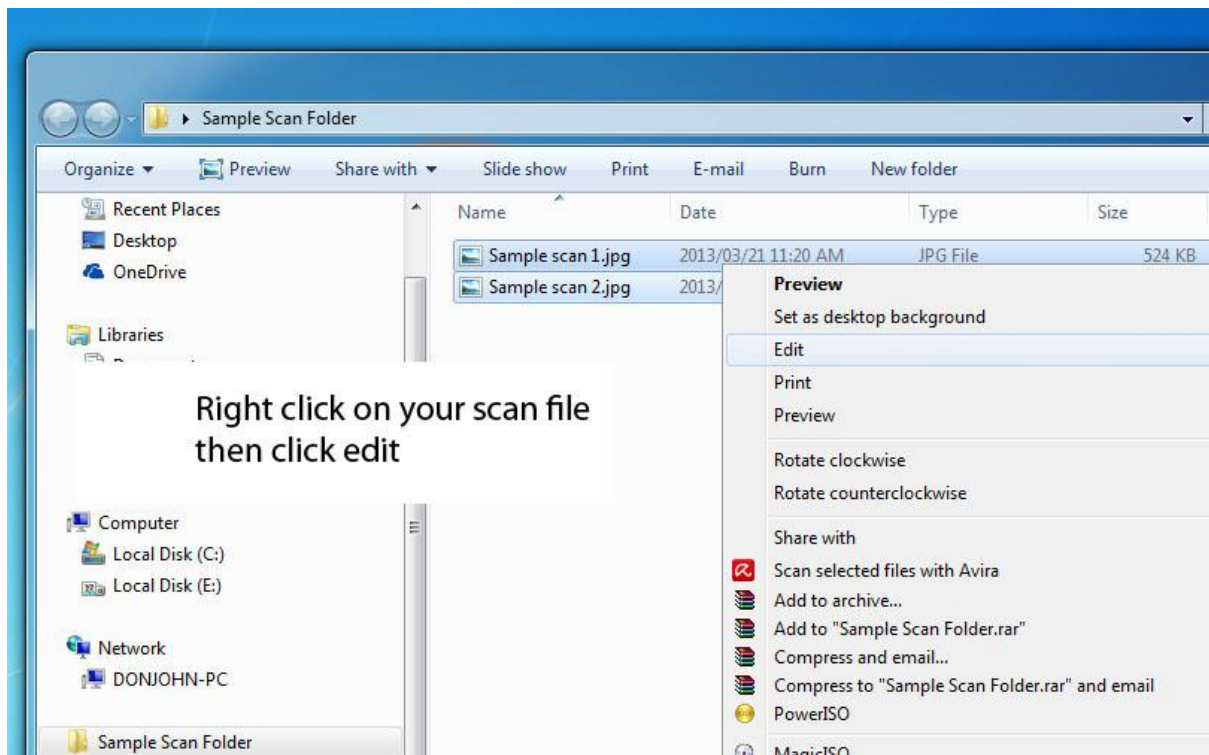 Sample Scan Folder
Organize Preview Share with Slide show Print E-mail Burn New folder
Recent Places
Desktop
OneDrive
Libraries
Right click on your scan file
then click edit
Computer
Local Disk (C:)
Local Disk (E:)
Network
DONJOHN-PC
Sample Scan Folder
Name Date Type Size
Sample scan 1.jpg 2013/03/21 11:20 AM JPG File 524 KB
Sample scan 2.jpg 2013/
Preview
Set as desktop background
Edit
Print
Preview
Rotate clockwise
Rotate counterclockwise
Share with
Scan selected files with Avira
Add to archive...
Add to "Sample Scan Folder.rar"
Compress and email...
Compress to "Sample Scan Folder.rar" and email
PowerISO
MagicISO